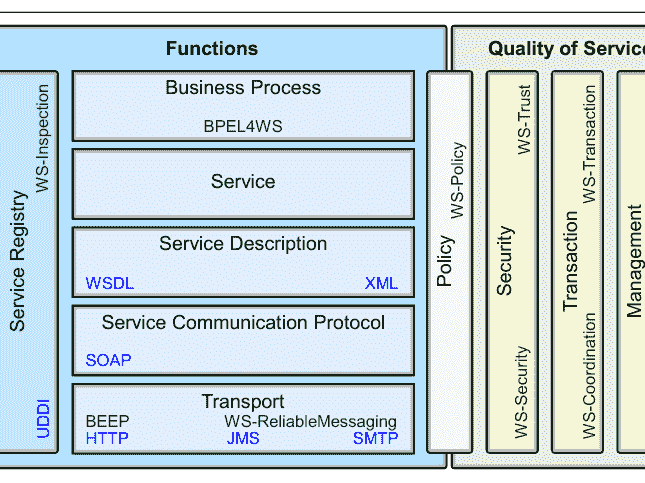 Functions
Quality of Service
Service Registry
WS-Inspection
UDDI
Business Process
BPEL4WS
Service
Service Description
WSDL XML
Service Communication Protocol
SOAP
Transport
BEEP WS-ReliableMessaging
HTTP JMS SMTP
Policy
WS-Policy
Security
WS-Trust
WS-Security
Transaction
WS-Transaction
WS-Coordination
Management